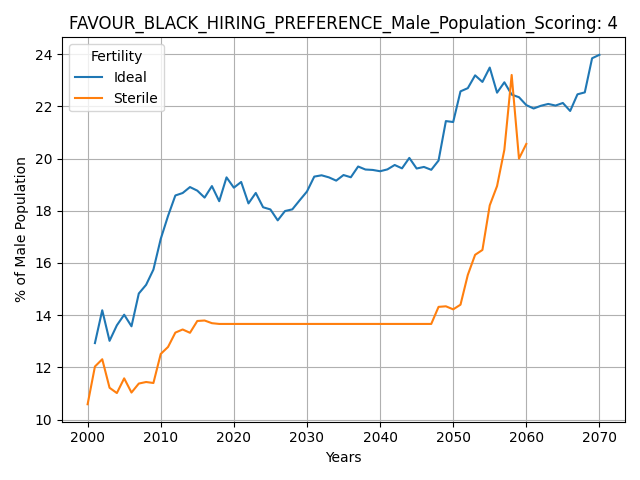 FAVOUR_BLACK_HIRING_PREFERENCE_Male_Population_Scoring: 4
Fertility
Ideal
Sterile
% of Male Population
24
22
20
18
16
14
12
10
2000 2010 2020 2030 2040 2050 2060 2070
Years